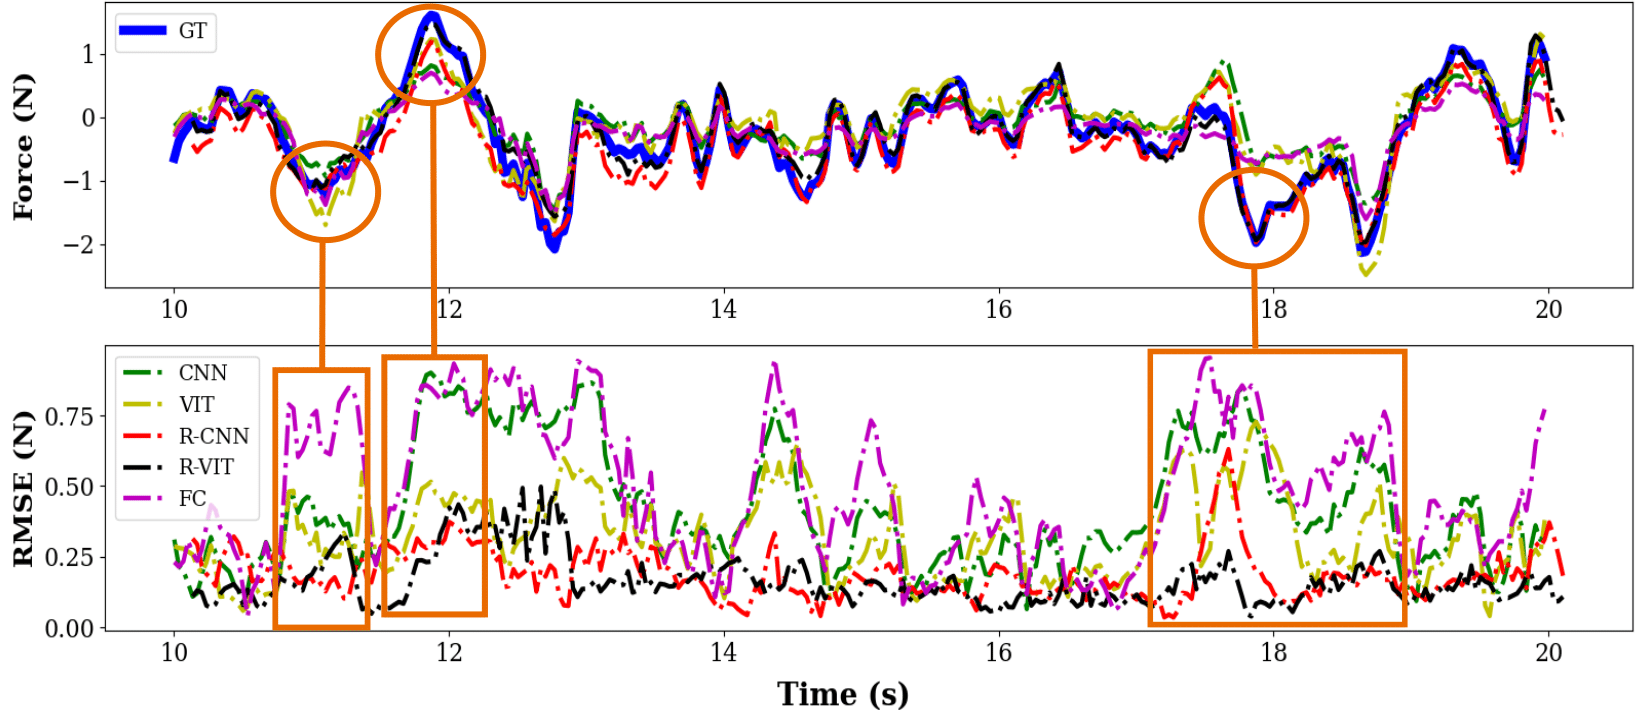 GT
Force (N)
1
0
−1
−2
10 12 14 16 18 20
CNN
VIT
R-CNN
R-VIT
FC
RMSE (N)
0.75
0.50
0.25
0.00
10 12 14 16 18 20
Time (s)